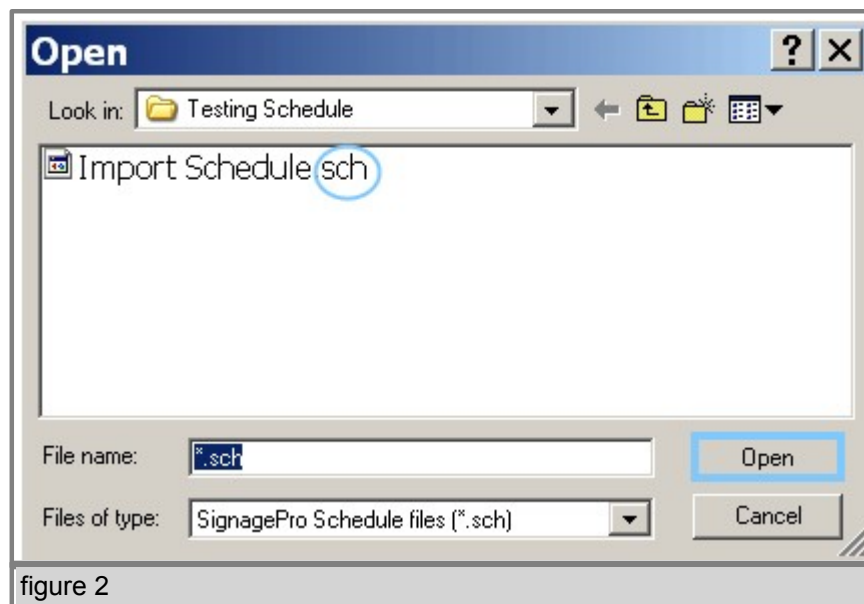 Open
Look in: Testing Schedule
Import Schedule.sch
File name: *.sch Open
Files of type: SignagePro Schedule files (*.sch) Cancel
figure 2